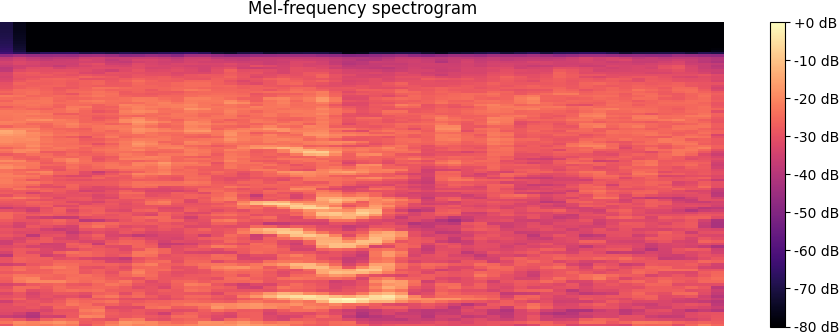 Mel-frequency spectrogram
+0 dB
-10 dB
-20 dB
-30 dB
-40 dB
-50 dB
-60 dB
-70 dB
-80 dB